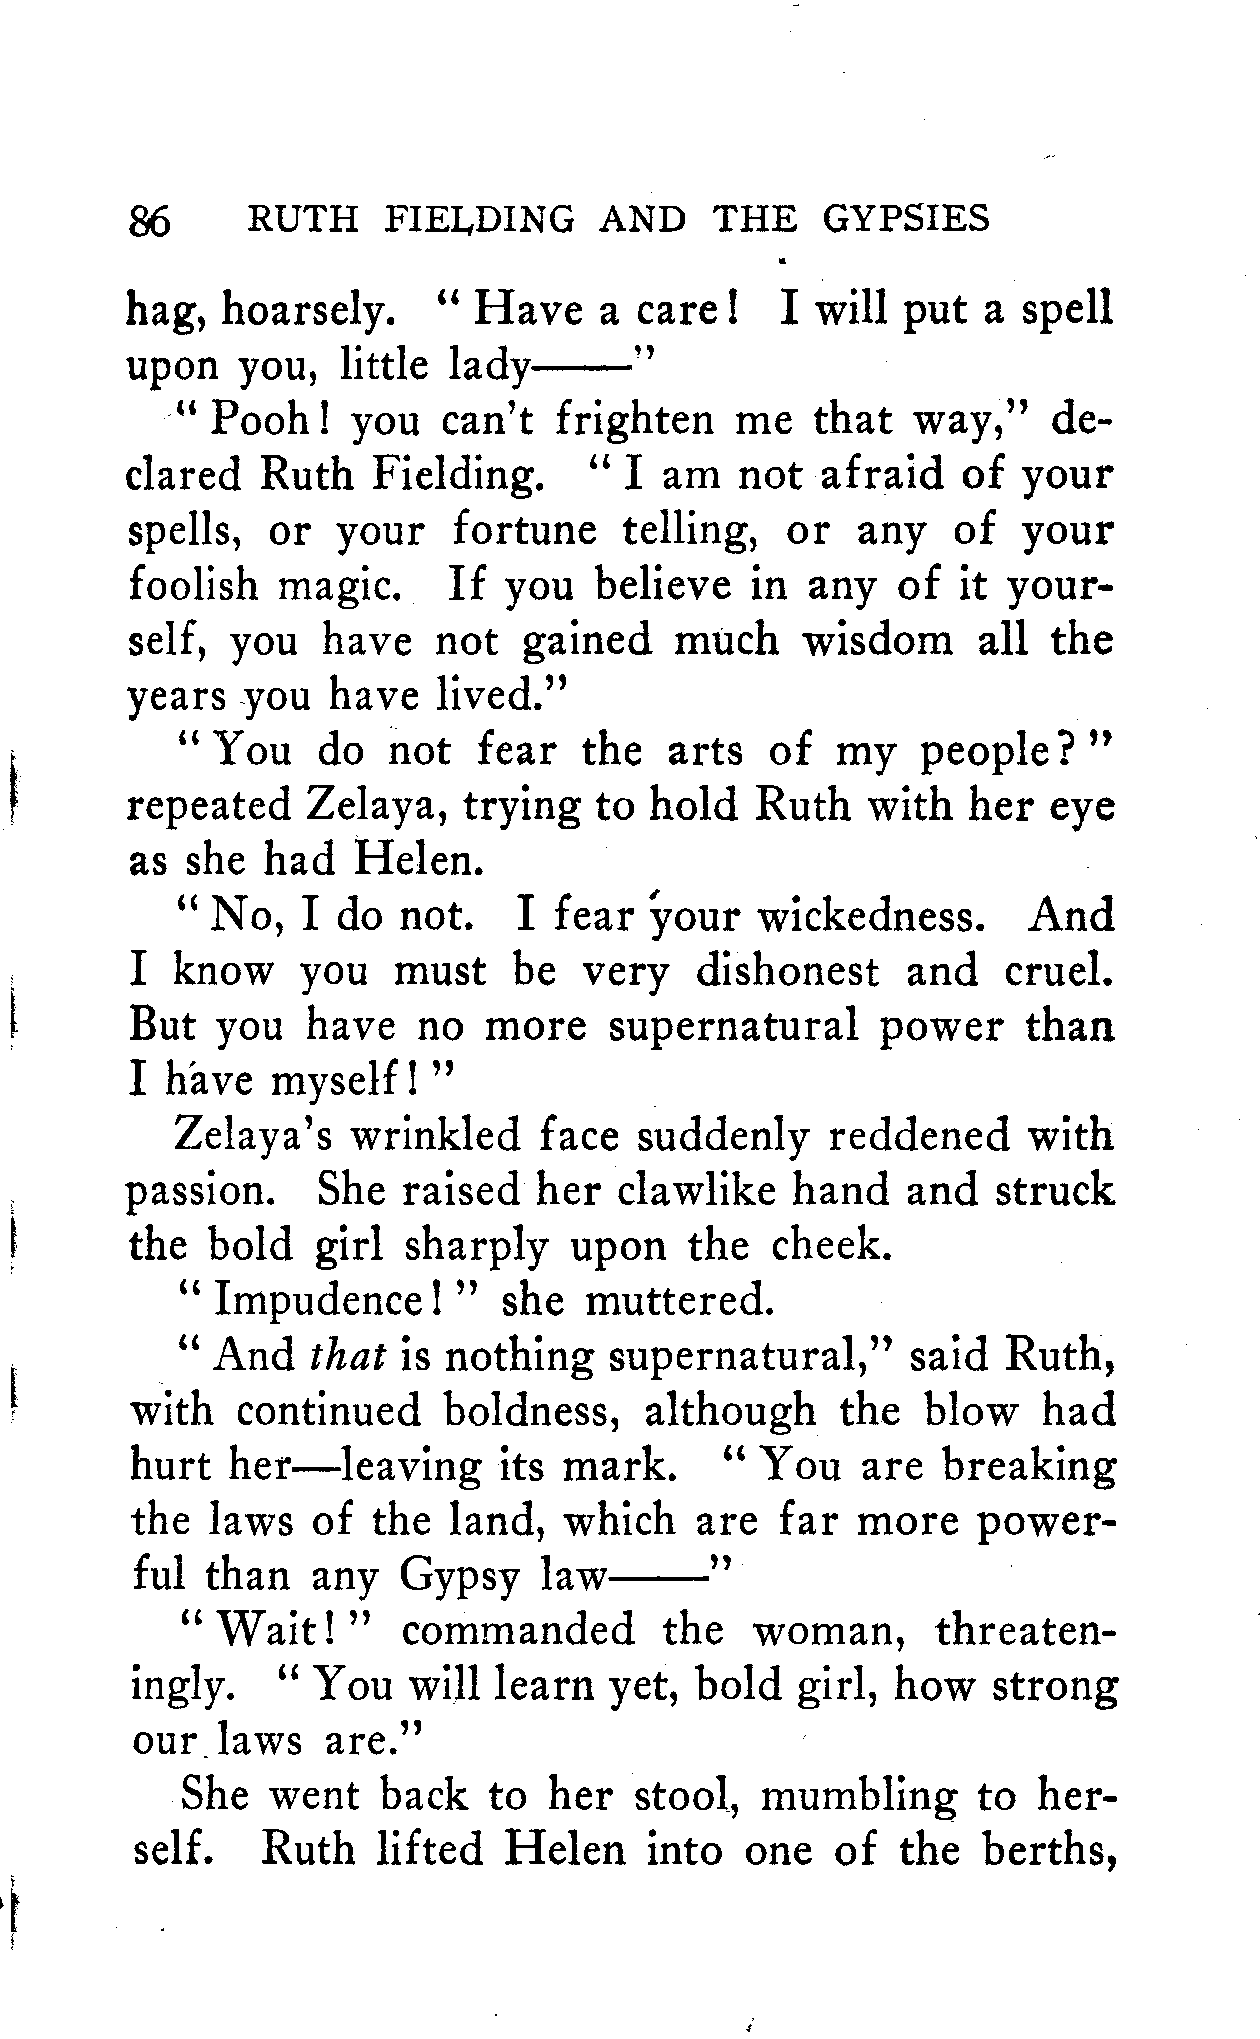 86 RUTH FIELDING AND THE GYPSIES
hag, hoarsely. “ Have a care! I will put a spell
upon you, little lady——”
“ Pooh! you can't frighten me that way,” de-
clared Ruth Fielding. “ I am not afraid of your
spells, or your fortune telling, or any of your
foolish magic. If you believe in any of it your-
self, you have not gained much wisdom all the
years you have lived.”
“ You do not fear the arts of my people? ”
repeated Zelaya, trying to hold Ruth with her eye
as she had Helen.
“ No, I do not. I fear your wickedness. And
I know you must be very dishonest and cruel.
But you have no more supernatural power than
I have myself! ”
Zelaya's wrinkled face suddenly reddened with
passion. She raised her clawlike hand and struck
the bold girl sharply upon the cheek.
“ Impudence! ” she muttered.
“ And that is nothing supernatural,” said Ruth,
with continued boldness, although the blow had
hurt her—leaving its mark. “ You are breaking
the laws of the land, which are far more power-
ful than any Gypsy law——”
“ Wait! ” commanded the woman, threaten-
ingly. “ You will learn yet, bold girl, how strong
our laws are.”
She went back to her stool, mumbling to her-
self. Ruth lifted Helen into one of the berths,